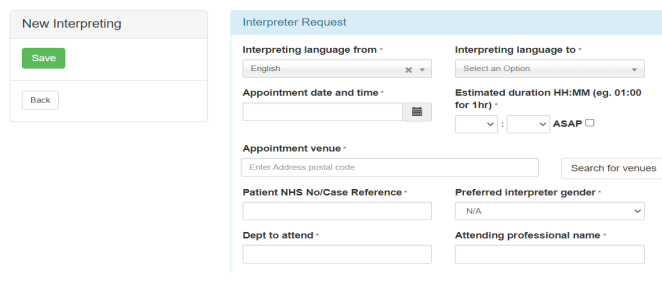 New Interpreting
Save
Back
Interpreter Request
Interpreting language from *
Interpreting language to *
English
Select an Option
Appointment date and time *
Estimated duration HH:MM (eg. 01:00
for 1hr) *
: ASAP
Appointment venue *
Enter Address postal code
Search for venues
Patient NHS No/Case Reference *
Preferred interpreter gender *
N/A
Dept to attend *
Attending professional name *